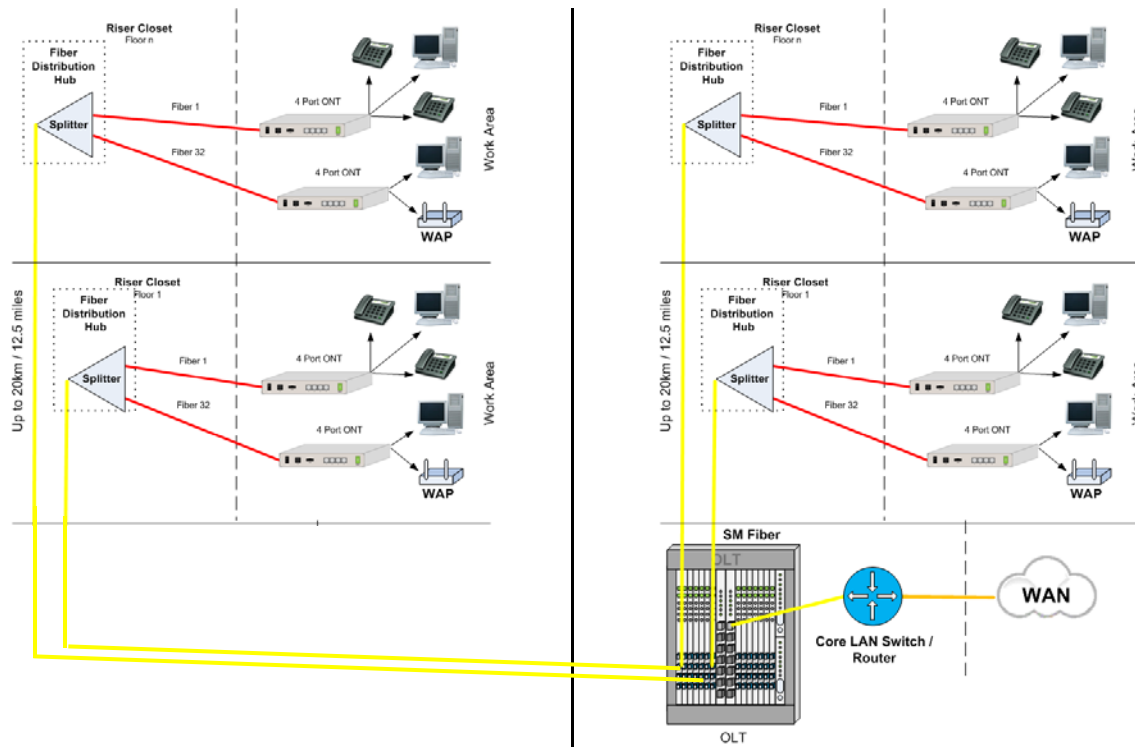 Riser Closet
Floor n
Fiber
Distribution
Hub
Splitter
Fiber 1
Fiber 32
4 Port ONT
4 Port ONT
WAP
Work Area
Up to 20km / 12.5 miles
Riser Closet
Floor 1
Fiber
Distribution
Hub
Splitter
Fiber 1
Fiber 32
4 Port ONT
4 Port ONT
WAP
Work Area
Riser Closet
Floor n
Fiber
Distribution
Hub
Splitter
Fiber 1
Fiber 32
4 Port ONT
4 Port ONT
WAP
Work Area
Up to 20km / 12.5 miles
Riser Closet
Floor 1
Fiber
Distribution
Hub
Splitter
Fiber 1
Fiber 32
4 Port ONT
4 Port ONT
WAP
Work Area
SM Fiber
OLT
OLT
Core LAN Switch /
Router
WAN